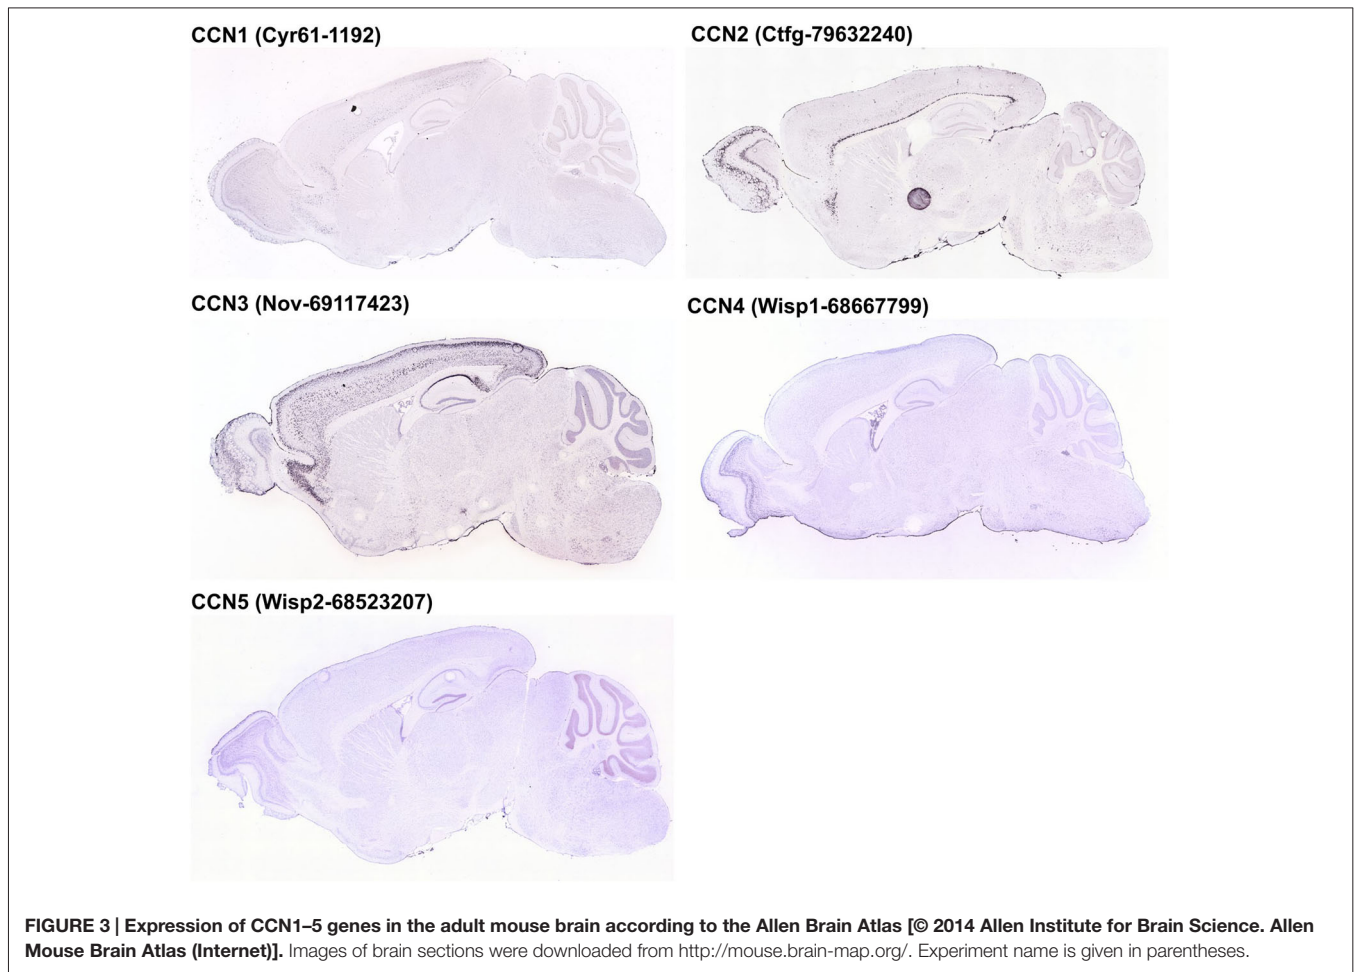 CCN1 (Cyr61-1192)
CCN2 (Ctfg-79632240)
CCN3 (Nov-69117423)
CCN4 (Wisp1-68667799)
CCN5 (Wisp2-68523207)
FIGURE 3 | Expression of CCN1–5 genes in the adult mouse brain according to the Allen Brain Atlas [© 2014 Allen Institute for Brain Science. Allen
Mouse Brain Atlas (Internet)]. Images of brain sections were downloaded from http://mouse.brain-map.org/. Experiment name is given in parentheses.